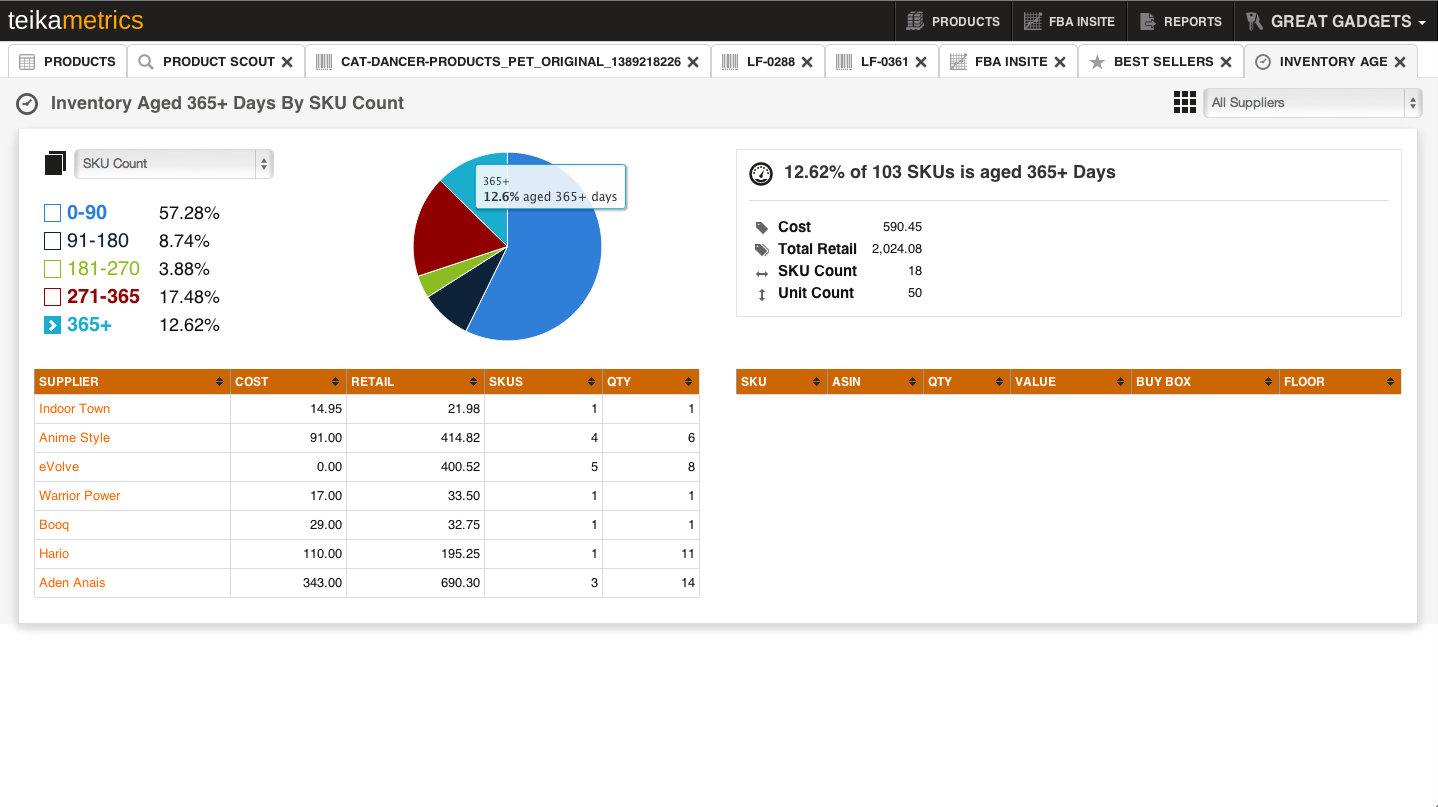 teikametrics PRODUCTS FBA INSITE REPORTS GREAT GADGETS
PRODUCTS PRODUCT SCOUT CAT-DANCER-PRODUCTS_PET_ORIGINAL_1389218226 LF-0288 LF-0361 FBA INSITE BEST SELLERS INVENTORY AGE
Inventory Aged 365+ Days By SKU Count All Suppliers
SKU Count
0-90 57.28%
91-180 8.74%
181-270 3.88%
271-365 17.48%
365+ 12.62%
365+
12.6% aged 365+ days
12.62% of 103 SKUs is aged 365+ Days
Cost 590.45
Total Retail 2,024.08
SKU Count 18
Unit Count 50
SUPPLIER COST RETAIL SKUS QTY
Indoor Town 14.95 21.98 1 1
Anime Style 91.00 414.82 4 6
eVolve 0.00 400.52 5 8
Warrior Power 17.00 33.50 1 1
Booq 29.00 32.75 1 1
Hario 110.00 195.25 1 11
Aden Anais 343.00 690.30 3 14
SKU ASIN QTY VALUE BUY BOX FLOOR